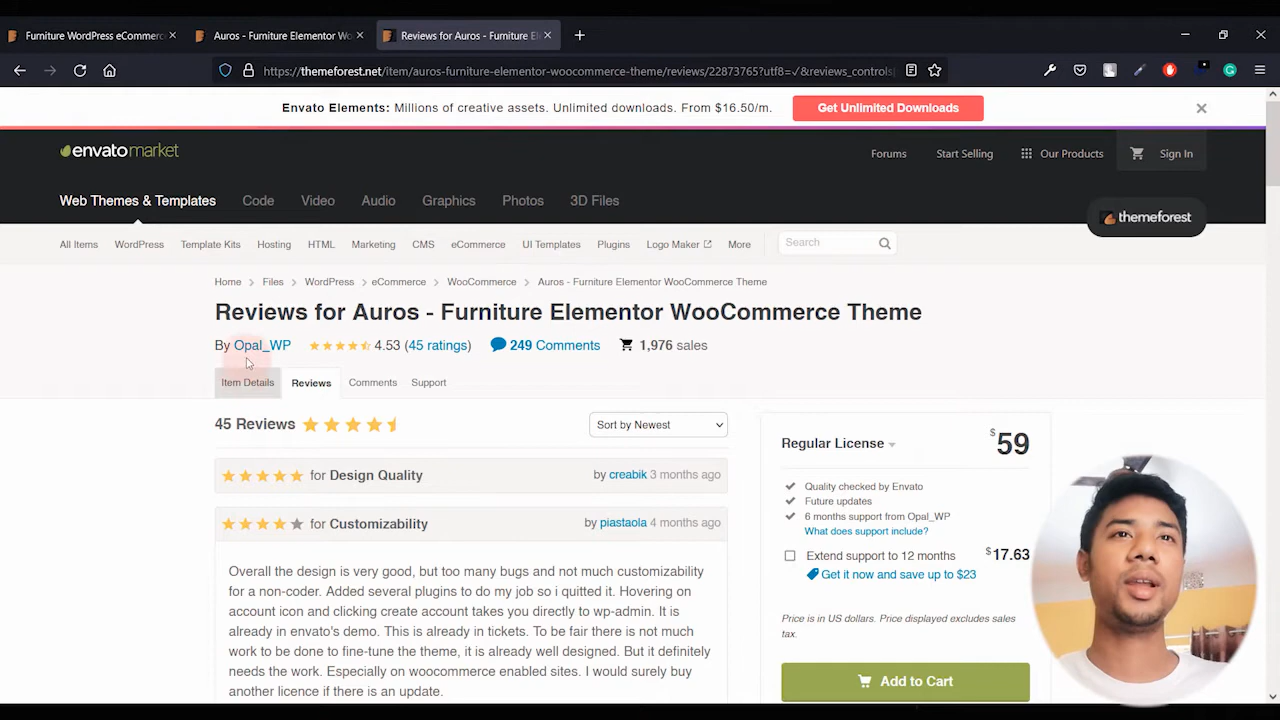 Furniture WordPress eCommerc
Auros - Furniture Elementor Wo
Reviews for Auros - Furniture El
https://themeforest.net/item/auros-furniture-elementor-woocommerce-theme/reviews/22873765?utf8=✓&reviews_controls
Envato Elements: Millions of creative assets. Unlimited downloads. From $16.50/m.
Get Unlimited Downloads
envatomarket
Forums
Start Selling
Our Products
Sign In
Web Themes & Templates
Code
Video
Audio
Graphics
Photos
3D Files
themeforest
All Items
WordPress
Template Kits
Hosting
HTML
Marketing
CMS
eCommerce
UI Templates
Plugins
Logo Maker
More
Search
Home > Files > WordPress > eCommerce > WooCommerce > Auros - Furniture Elementor WooCommerce Theme
Reviews for Auros - Furniture Elementor WooCommerce Theme
By Opal_WP 4.53 (45 ratings) 249 Comments 1,976 sales
Item Details
Reviews
Comments
Support
45 Reviews
Sort by Newest
for Design Quality
by creabik 3 months ago
for Customizability
by piastaola 4 months ago
Overall the design is very good, but too many bugs and not much customizability
for a non-coder. Added several plugins to do my job so i quitted it. Hovering on
account icon and clicking create account takes you directly to wp-admin. It is
already in envato's demo. This is already in tickets. To be fair there is not much
work to be done to fine-tune the theme, it is already well designed. But it definitely
needs the work. Especially on woocommerce enabled sites. I would surely buy
another licence if there is an update.
Regular License
$59
Quality checked by Envato
Future updates
6 months support from Opal_WP
What does support include?
Extend support to 12 months
$17.63
Get it now and save up to $23
Price is in US dollars. Price displayed excludes sales
tax.
Add to Cart